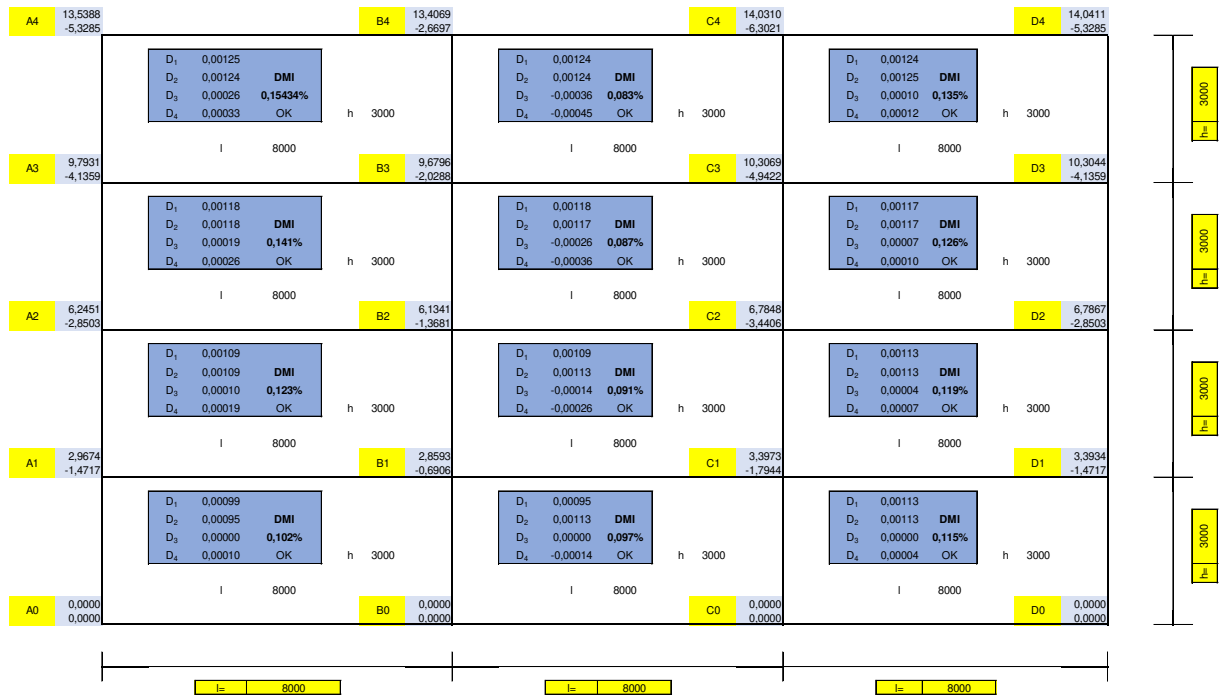 A4 13,5388 B4 13,4069 C4 14,0310 D4 14,0411
-5,3285 -2,6697 -6,3021 -5,3285
D₁ 0,00125 D₁ 0,00124 D₁ 0,00124
D₂ 0,00124 DMI D₂ 0,00124 DMI D₂ 0,00125 DMI
D₃ 0,00026 0,15434% D₃ -0,00036 0,083% D₃ 0,00010 0,135%
D₄ 0,00033 OK h 3000 D₄ -0,00045 OK h 3000 D₄ 0,00012 OK h 3000
h= 3000
l 8000 l 8000 l 8000
A3 9,7931 B3 9,6796 C3 10,3069 D3 10,3044
-4,1359 -2,0288 -4,9422 -4,1359
D₁ 0,00118 D₁ 0,00118 D₁ 0,00117
D₂ 0,00118 DMI D₂ 0,00117 DMI D₂ 0,00117 DMI
D₃ 0,00019 0,141% D₃ -0,00026 0,087% D₃ 0,00007 0,126%
D₄ 0,00026 OK h 3000 D₄ -0,00036 OK h 3000 D₄ 0,00010 OK h 3000
h= 3000
l 8000 l 8000 l 8000
A2 6,2451 B2 6,1341 C2 6,7848 D2 6,7867
-2,8503 -1,3681 -3,4406 -2,8503
D₁ 0,00109 D₁ 0,00109 D₁ 0,00113
D₂ 0,00109 DMI D₂ 0,00113 DMI D₂ 0,00113 DMI
D₃ 0,00010 0,123% D₃ -0,00014 0,091% D₃ 0,00004 0,119%
D₄ 0,00019 OK h 3000 D₄ -0,00026 OK h 3000 D₄ 0,00007 OK h 3000
h= 3000
l 8000 l 8000 l 8000
A1 2,9674 B1 2,8593 C1 3,3973 D1 3,3934
-1,4717 -0,6906 -1,7944 -1,4717
D₁ 0,00099 D₁ 0,00095 D₁ 0,00113
D₂ 0,00095 DMI D₂ 0,00113 DMI D₂ 0,00113 DMI
D₃ 0,00000 0,102% D₃ 0,00000 0,097% D₃ 0,00000 0,115%
D₄ 0,00010 OK h 3000 D₄ -0,00014 OK h 3000 D₄ 0,00004 OK h 3000
h= 3000
l 8000 l 8000 l 8000
A0 0,0000 B0 0,0000 C0 0,0000 D0 0,0000
0,0000 0,0000 0,0000 0,0000
l= 8000 l= 8000 l= 8000